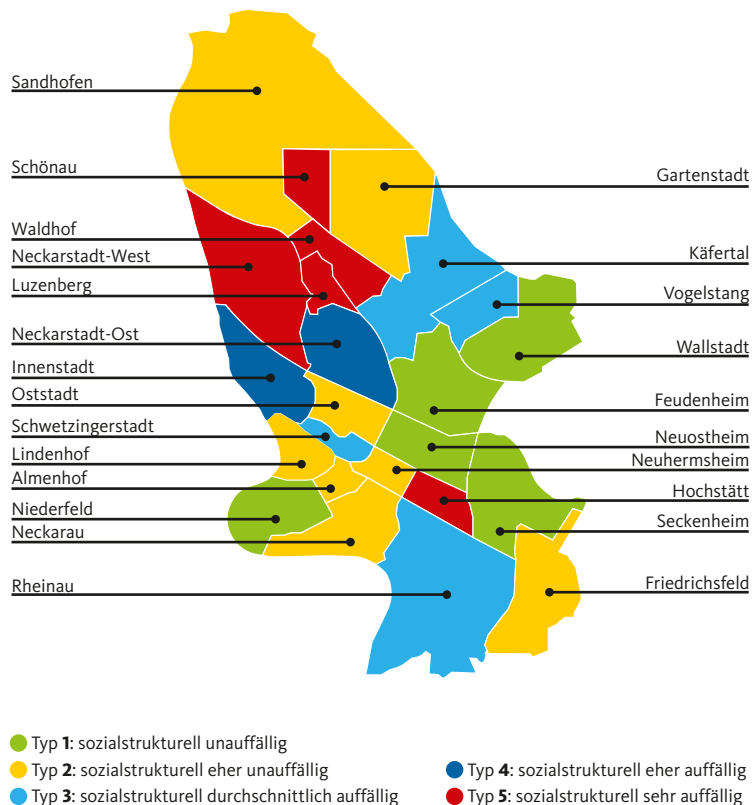 Sandhofen
Schönau
Waldhof
Neckarstadt-West
Luzenberg
Neckarstadt-Ost
Innenstadt
Oststadt
Schwetzingerstadt
Lindenhof
Almenhof
Niederfeld
Neckarau
Rheinau
Gartenstadt
Käfertal
Vogelstang
Wallstadt
Feudenheim
Neuostheim
Neuhermsheim
Hochstätt
Seckenheim
Friedrichsfeld
Typ 1: sozialstrukturell unauffällig
Typ 2: sozialstrukturell eher unauffällig
Typ 3: sozialstrukturell durchschnittlich auffällig
Typ 4: sozialstrukturell eher auffällig
Typ 5: sozialstrukturell sehr auffällig